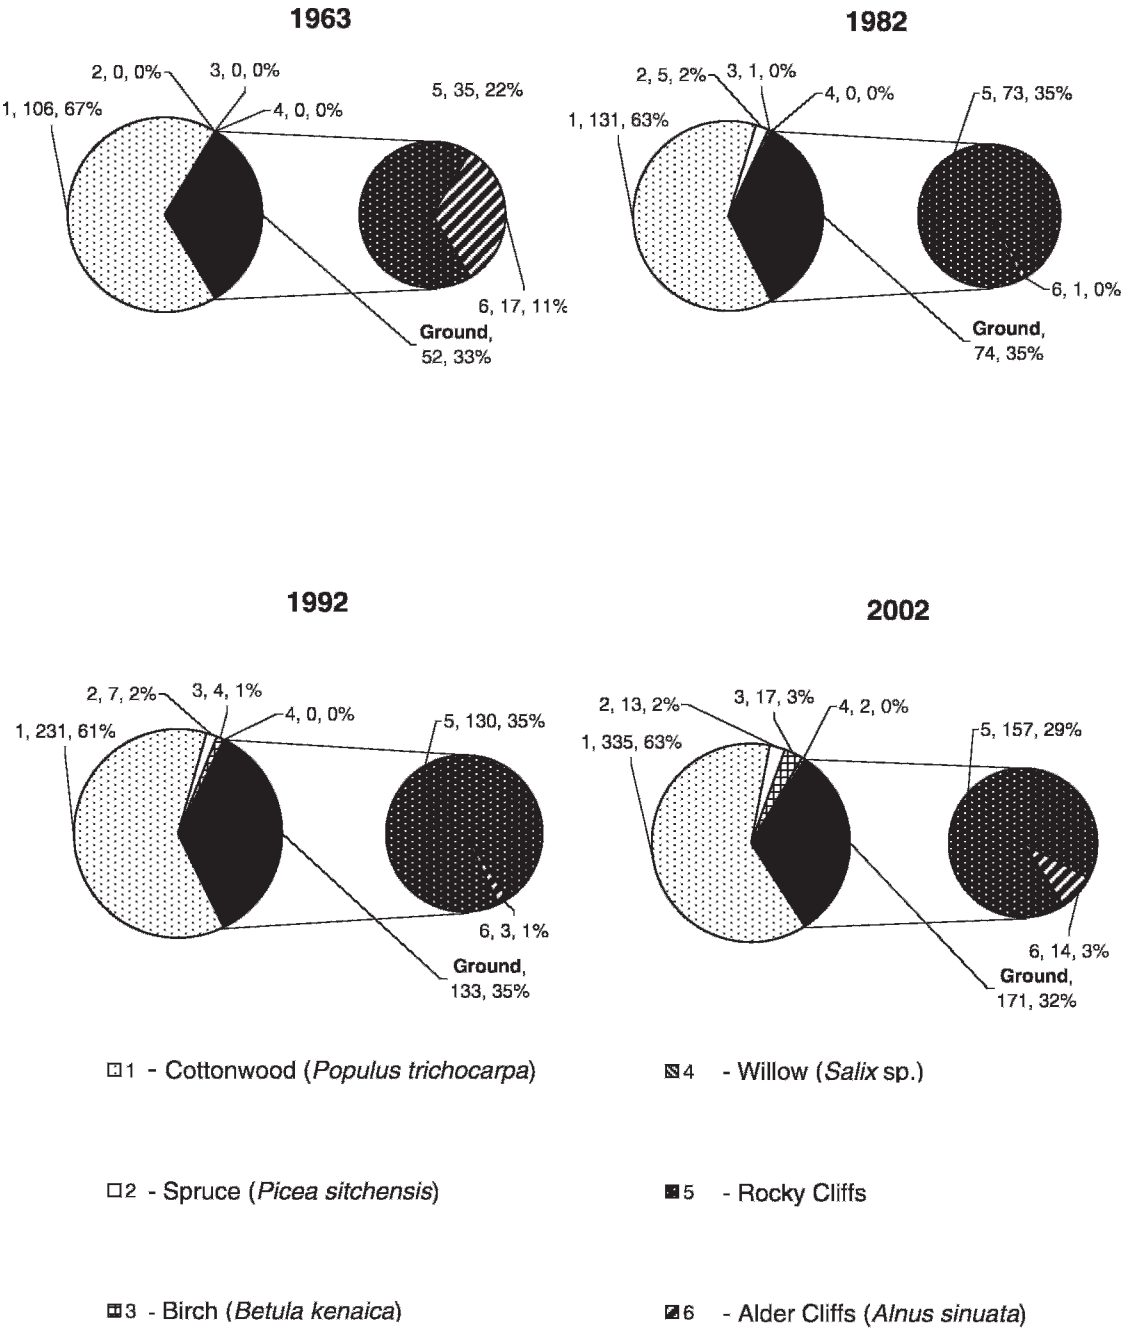 1963
2, 0, 0%
3, 0, 0%
1, 106, 67%
4, 0, 0%
5, 35, 22%
6, 17, 11%
Ground,
52, 33%
1982
2, 5, 2%
3, 1, 0%
4, 0, 0%
1, 131, 63%
5, 73, 35%
6, 1, 0%
Ground,
74, 35%
1992
2, 7, 2%
3, 4, 1%
4, 0, 0%
1, 231, 61%
5, 130, 35%
6, 3, 1%
Ground,
133, 35%
2002
2, 13, 2%
3, 17, 3%
4, 2, 0%
1, 335, 63%
5, 157, 29%
6, 14, 3%
Ground,
171, 32%
1 - Cottonwood (Populus trichocarpa)
4 - Willow (Salix sp.)
2 - Spruce (Picea sitchensis)
5 - Rocky Cliffs
3 - Birch (Betula kenaica)
6 - Alder Cliffs (Alnus sinuata)